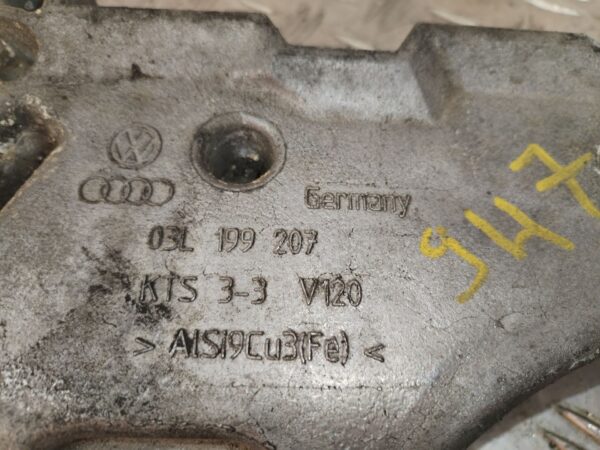 Germany
03L 199 207
KTS 3-3 V120
> AlSi9Cu3(Fe) <
947